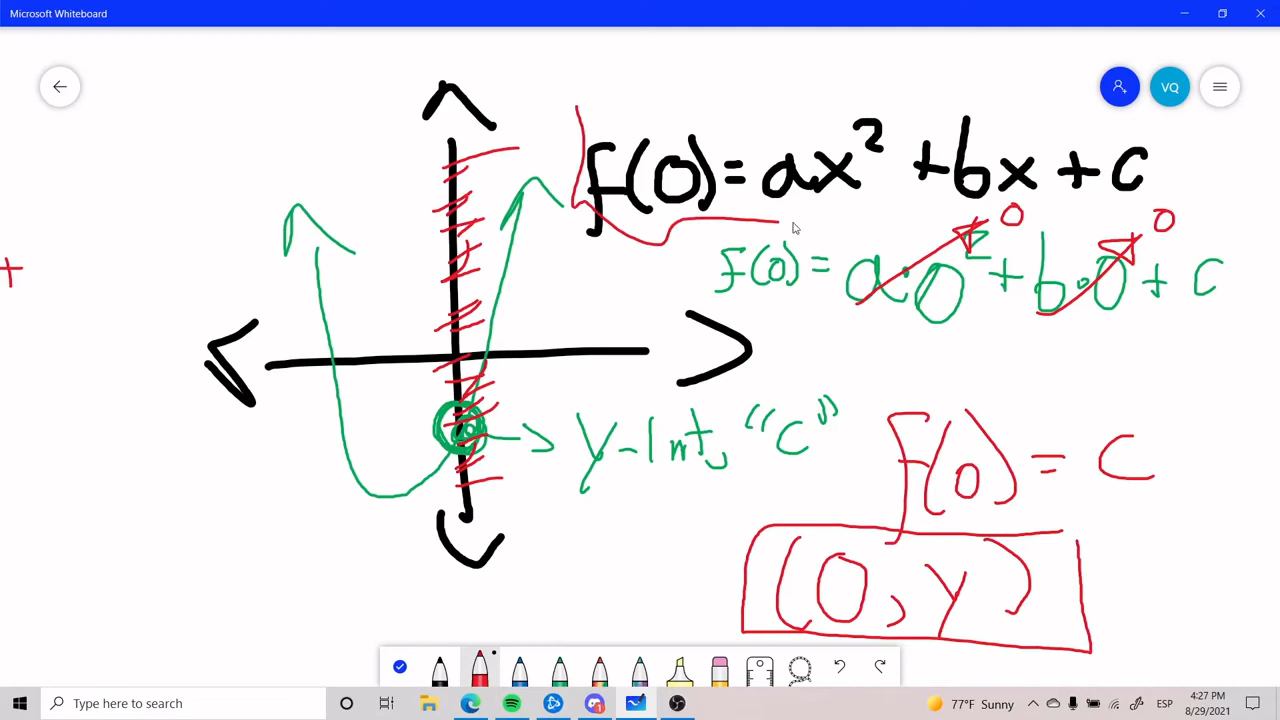 Microsoft Whiteboard
VQ
f(0)=ax² +bx +c
+
0
0
f(0) = a·0² + b·0 + c
y-Int, "c"
f(0) = c
(0, y)
Type here to search
77°F Sunny
ESP
4:27 PM
8/29/2021